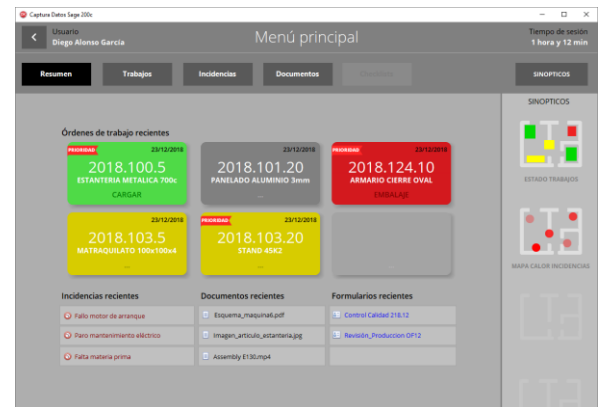 Captura Datos Sage 200c
Usuario
Diego Alonso García
Menú principal
Tiempo de sesión
1 hora y 12 min
Resumen
Trabajos
Incidencias
Documentos
SINOPTICOS
SINOPTICOS
Órdenes de trabajo recientes
PRIORIDAD
23/12/2018
2018.100.5
ESTANTERIA METALICA 700c
CARGAR
23/12/2018
2018.101.20
PANELADO ALUMINIO 3mm
...
PRIORIDAD
23/12/2018
2018.124.10
ARMARIO CIERRE OVAL
EMBALAJE
ESTADO TRABAJOS
23/12/2018
2018.103.5
MATRAQUILATO 100x100x4
...
PRIORIDAD
23/12/2018
2018.103.20
STAND 45K2
...
...
MAPA CALOR INCIDENCIAS
Incidencias recientes
Fallo motor de arranque
Paro mantenimiento eléctrico
Falta materia prima
Documentos recientes
Esquema_maquina6.pdf
Imagen_articulo_estanteria.jpg
Assembly E130.mp4
Formularios recientes
Control Calidad 218.12
Revisión_Produccion OF12